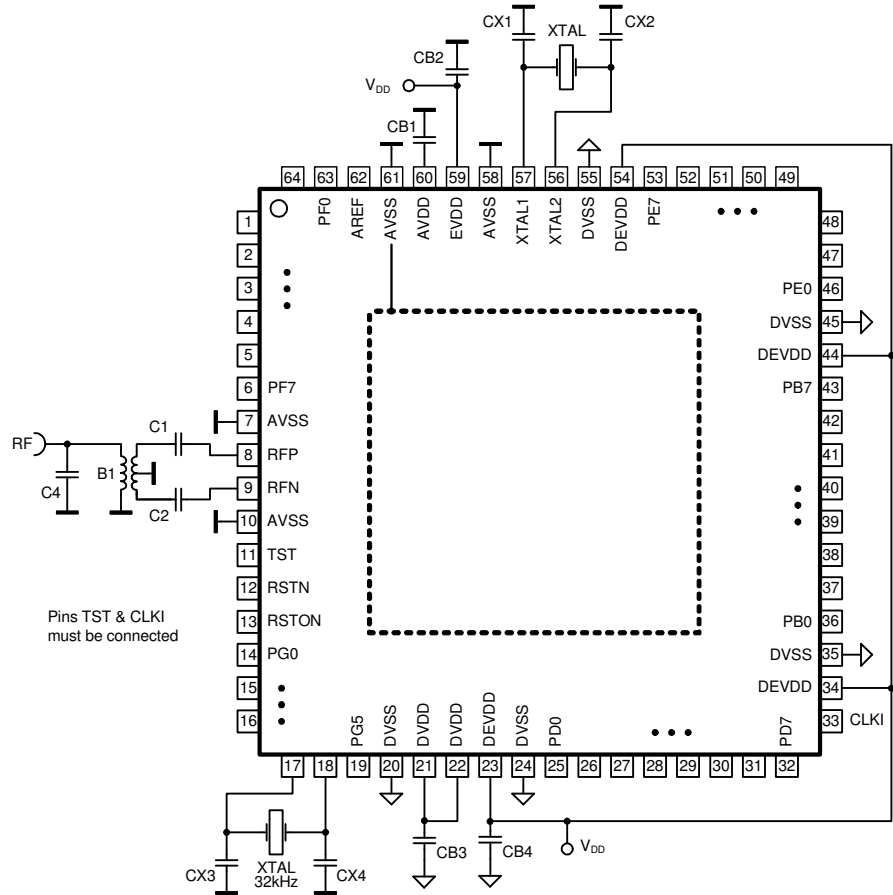 CX1
XTAL
CX2
CB2
VDD
CB1
64 63 62 61 60 59 58 57 56 55 54 53 52 51 50 49
PF0
AREF
AVSS
AVDD
EVDD
AVSS
XTAL1
XTAL2
DVSS
DEVDD
PE7
1
2
3
4
5
6 PF7
7 AVSS
8 RFP
9 RFN
10 AVSS
11 TST
12 RSTN
13 RSTON
14 PG0
15
16
RF
C1
B1
C4
C2
Pins TST & CLKI
must be connected
48
47
PE0 46
DVSS 45
DEVDD 44
PB7 43
42
41
40
39
38
37
PB0 36
DVSS 35
DEVDD 34
33 CLKI
PG5
DVSS
DVDD
DVDD
DEVDD
DVSS
PD0
PD7
17 18 19 20 21 22 23 24 25 26 27 28 29 30 31 32
CX3
XTAL
32kHz
CX4
CB3
CB4
VDD